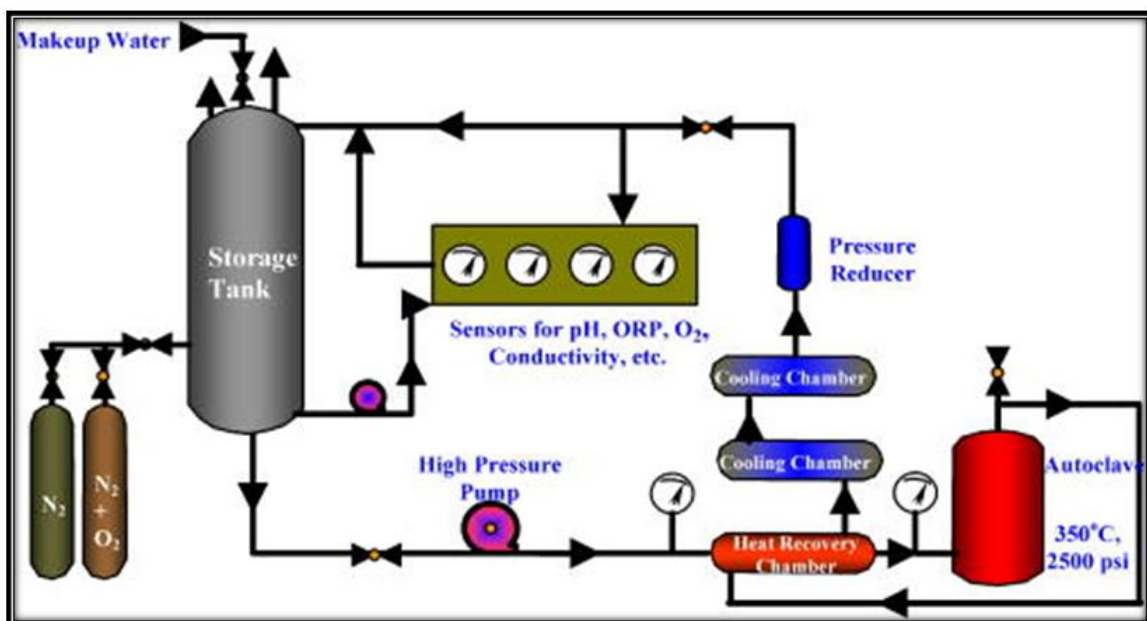 Makeup Water
Storage
Tank
Pressure
Reducer
Sensors for pH, ORP, O₂,
Conductivity, etc.
Cooling Chamber
Cooling Chamber
N₂
N₂
+
O₂
High Pressure
Pump
Autoclave
350°C,
2500 psi
Heat Recovery
Chamber